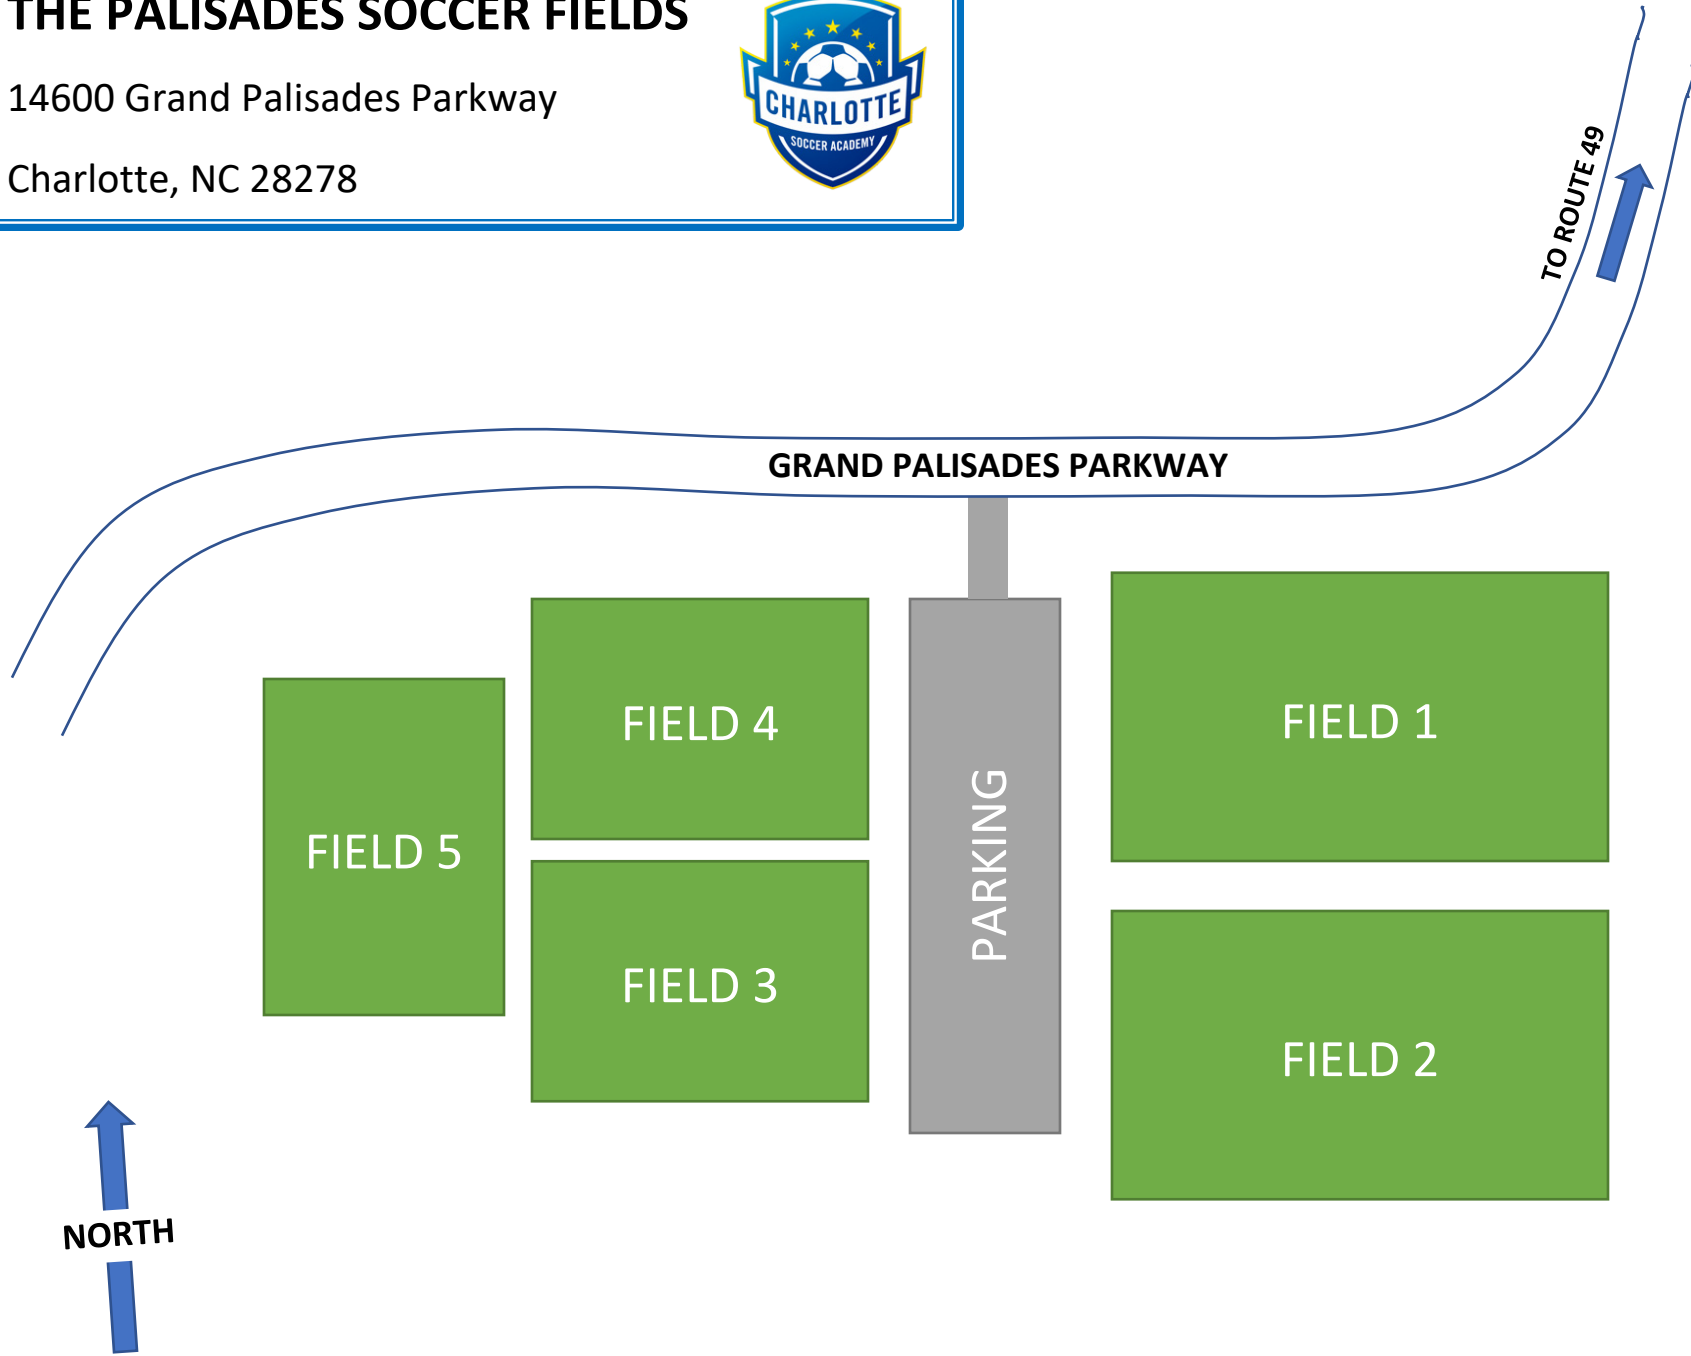 THE PALISADES SOCCER FIELDS
14600 Grand Palisades Parkway
Charlotte, NC 28278
CHARLOTTE
SOCCER ACADEMY
TO ROUTE 49
GRAND PALISADES PARKWAY
FIELD 4
FIELD 1
FIELD 5
PARKING
FIELD 3
FIELD 2
NORTH